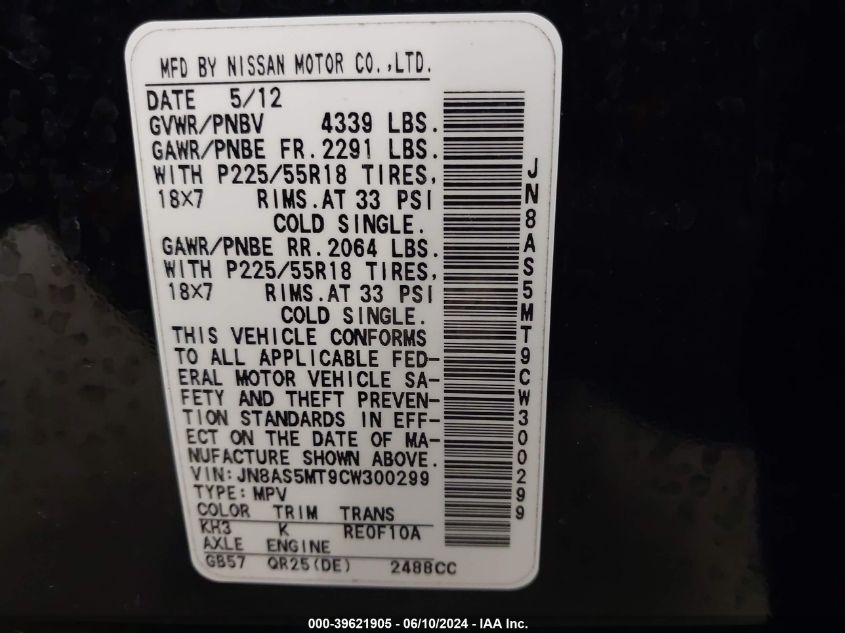 MFD BY NISSAN MOTOR CO.,LTD.
DATE 5/12
GVWR/PNBV 4339 LBS.
GAWR/PNBE FR.2291 LBS.
WITH P225/55R18 TIRES,
18X7 RIMS.AT 33 PSI
COLD SINGLE.
GAWR/PNBE RR.2064 LBS.
WITH P225/55R18 TIRES,
18X7 RIMS.AT 33 PSI
COLD SINGLE.
THIS VEHICLE CONFORMS
TO ALL APPLICABLE FED-
ERAL MOTOR VEHICLE SA-
FETY AND THEFT PREVEN-
TION STANDARDS IN EFF-
ECT ON THE DATE OF MA-
NUFACTURE SHOWN ABOVE.
VIN:JN8AS5MT9CW300299
TYPE:MPV
COLOR TRIM TRANS
KH3 K RE0F10A
AXLE ENGINE
GB57 QR25(DE) 2488CC
JN8AS5MT9CW300299
000-39621905 - 06/10/2024 - IAA Inc.